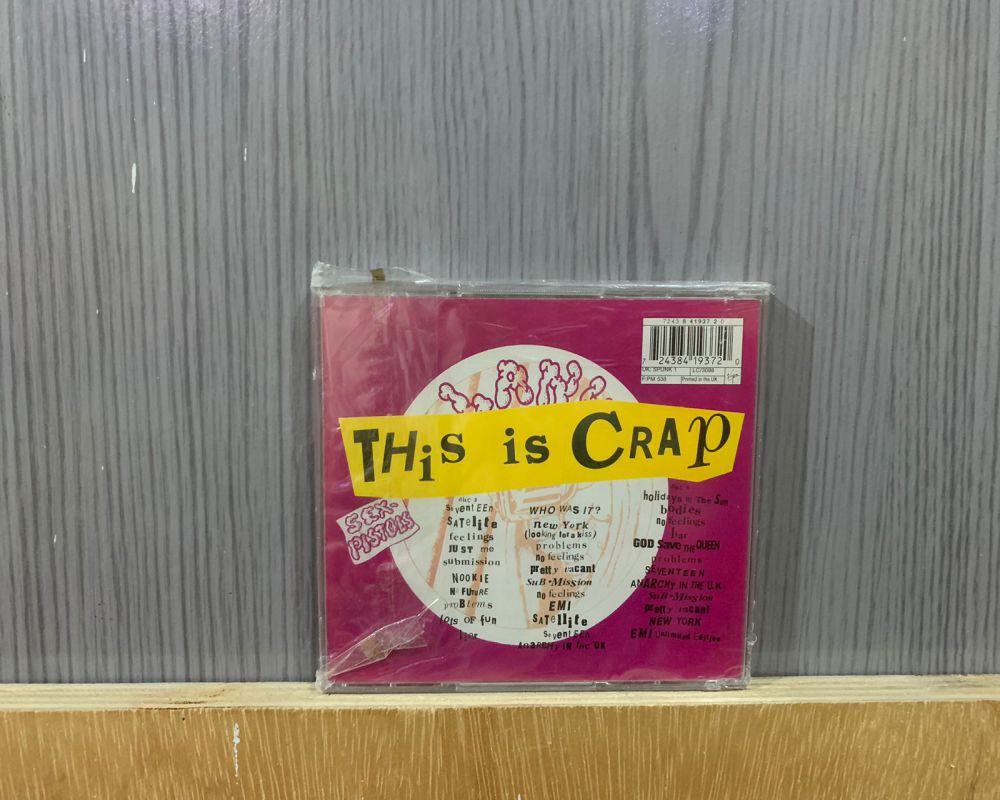 7243 8 41937 2 0
7 24384 19372 0
UK: SPUNK 1
LC/3098
F:PM 538
Printed in the UK
THiS iS CRAP
SEX-
PISTOLS
disc 2
SeventEEn
SATellite
feelings
JUST me
submission
NOOKIE
No FUTURE
proBlems
lots OF fun
liar
WHO WAS IT?
new York
(looking for a kiss)
problems
no feelings
pretty vacant
SuB•Mission
no feelings
EMI
SATellite
SeventEEn
AnARCHy IN the UK
holidays in The Sun
bodies
no feelings
liar
GOD Save THE QUEEN
problems
SEVENTEEN
ANARCHy IN THE U.K.
SuB•Mission
pretty vacant
NEW YORK
EMI Unlimited Edition